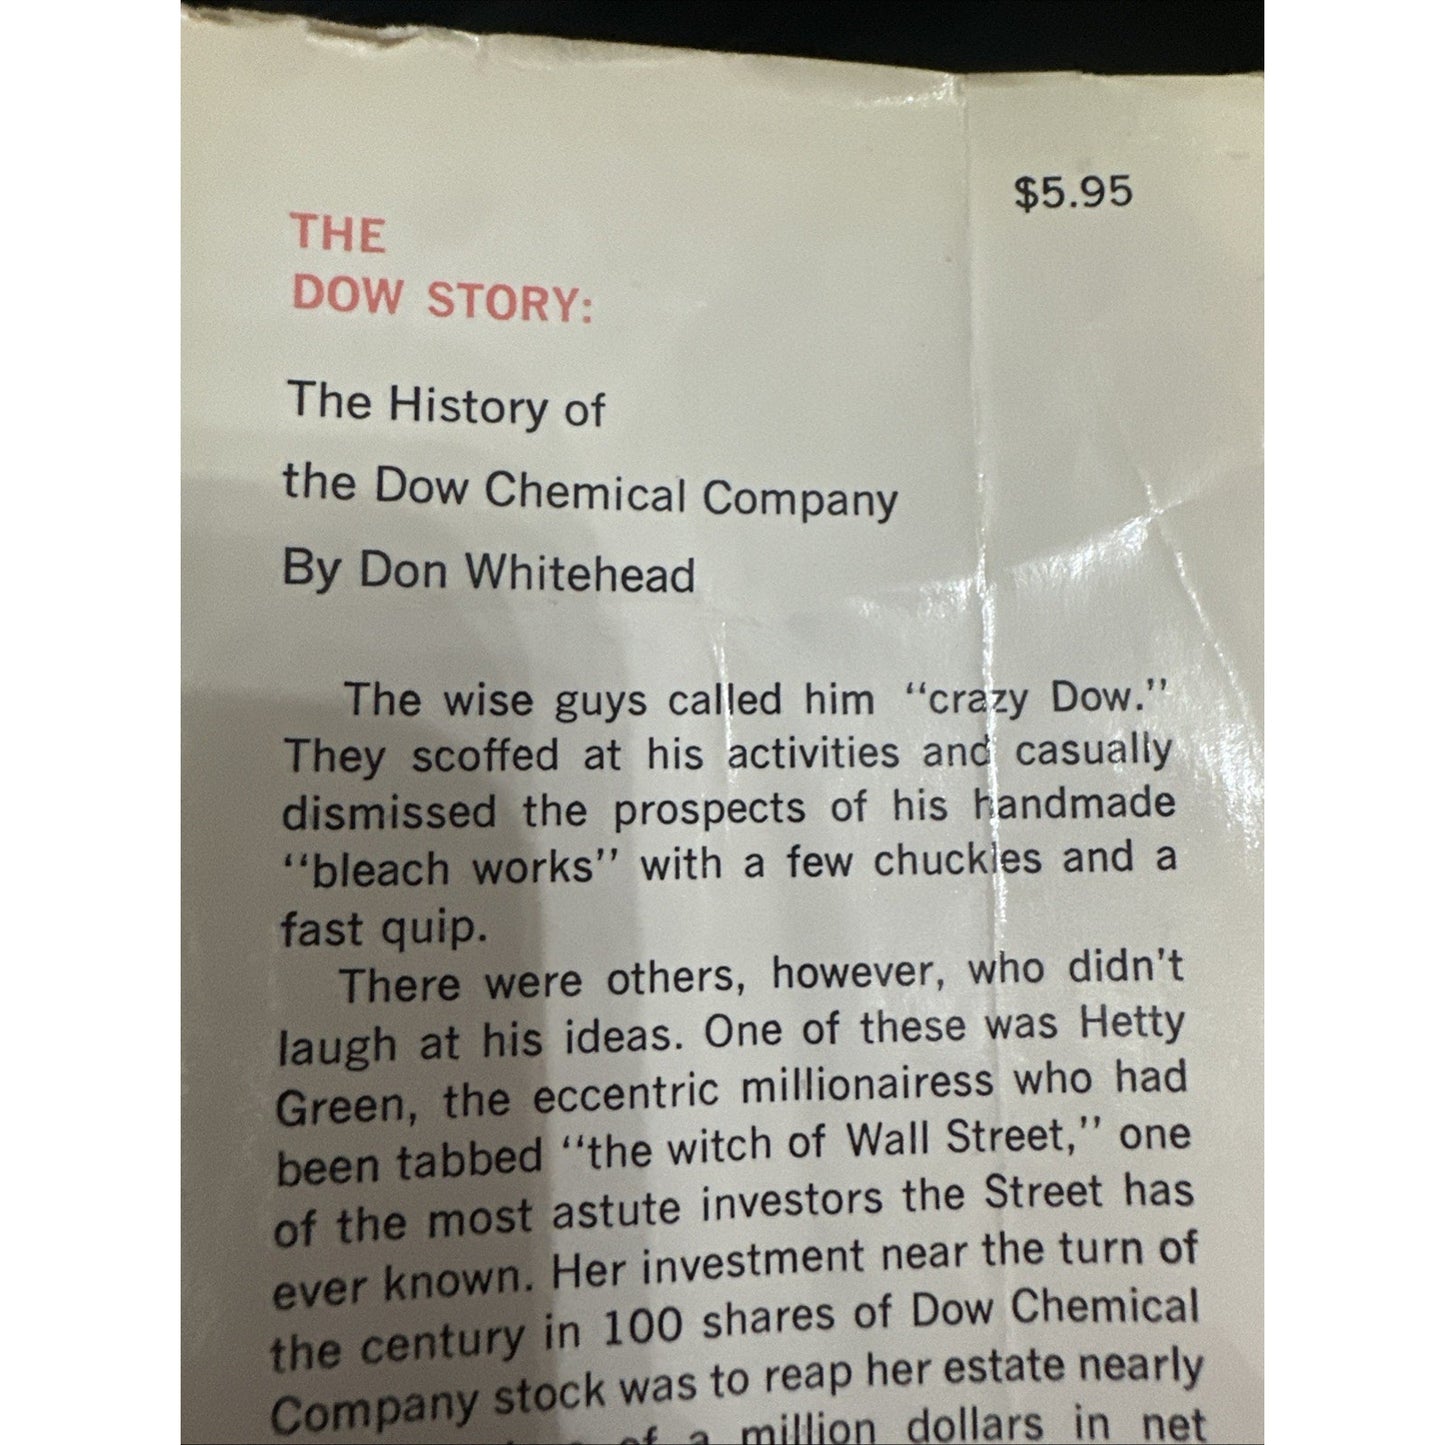 $5.95
THE
DOW STORY:
The History of
the Dow Chemical Company
By Don Whitehead
The wise guys called him “crazy Dow.”
They scoffed at his activities and casually
dismissed the prospects of his handmade
“bleach works” with a few chuckles and a
fast quip.
There were others, however, who didn't
laugh at his ideas. One of these was Hetty
Green, the eccentric millionairess who had
been tabbed “the witch of Wall Street,” one
of the most astute investors the Street has
ever known. Her investment near the turn of
the century in 100 shares of Dow Chemical
Company stock was to reap her estate nearly
of a million dollars in net